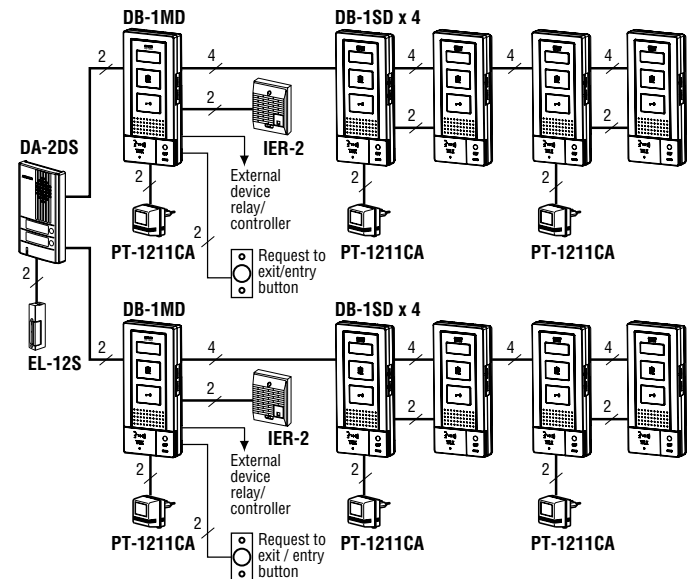 DB-1MD
DB-1SD x 4
2
4
4
4
4
2
2
2
IER-2
DA-2DS
External
device
relay/
controller
2
2
2
PT-1211CA
PT-1211CA
PT-1211CA
2
Request to
exit/entry
button
2
EL-12S
DB-1MD
DB-1SD x 4
2
4
4
4
4
2
2
2
IER-2
External
device
relay/
controller
2
2
2
PT-1211CA
PT-1211CA
PT-1211CA
2
Request to
exit / entry
button